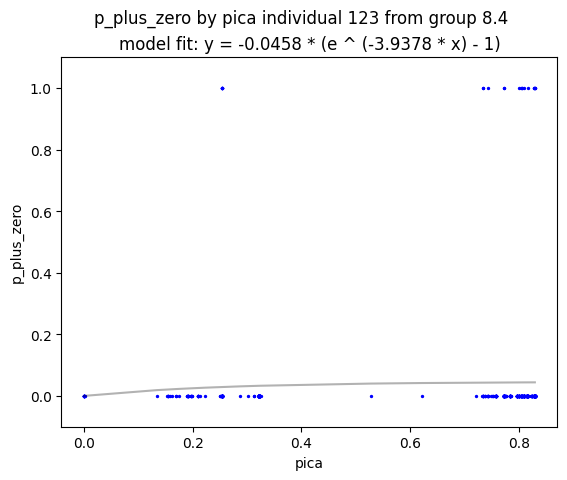 p_plus_zero by pica individual 123 from group 8.4
model fit: y = -0.0458 * (e ^ (-3.9378 * x) - 1)
1.0
0.8
0.6
0.4
0.2
0.0
p_plus_zero
0.0 0.2 0.4 0.6 0.8
pica